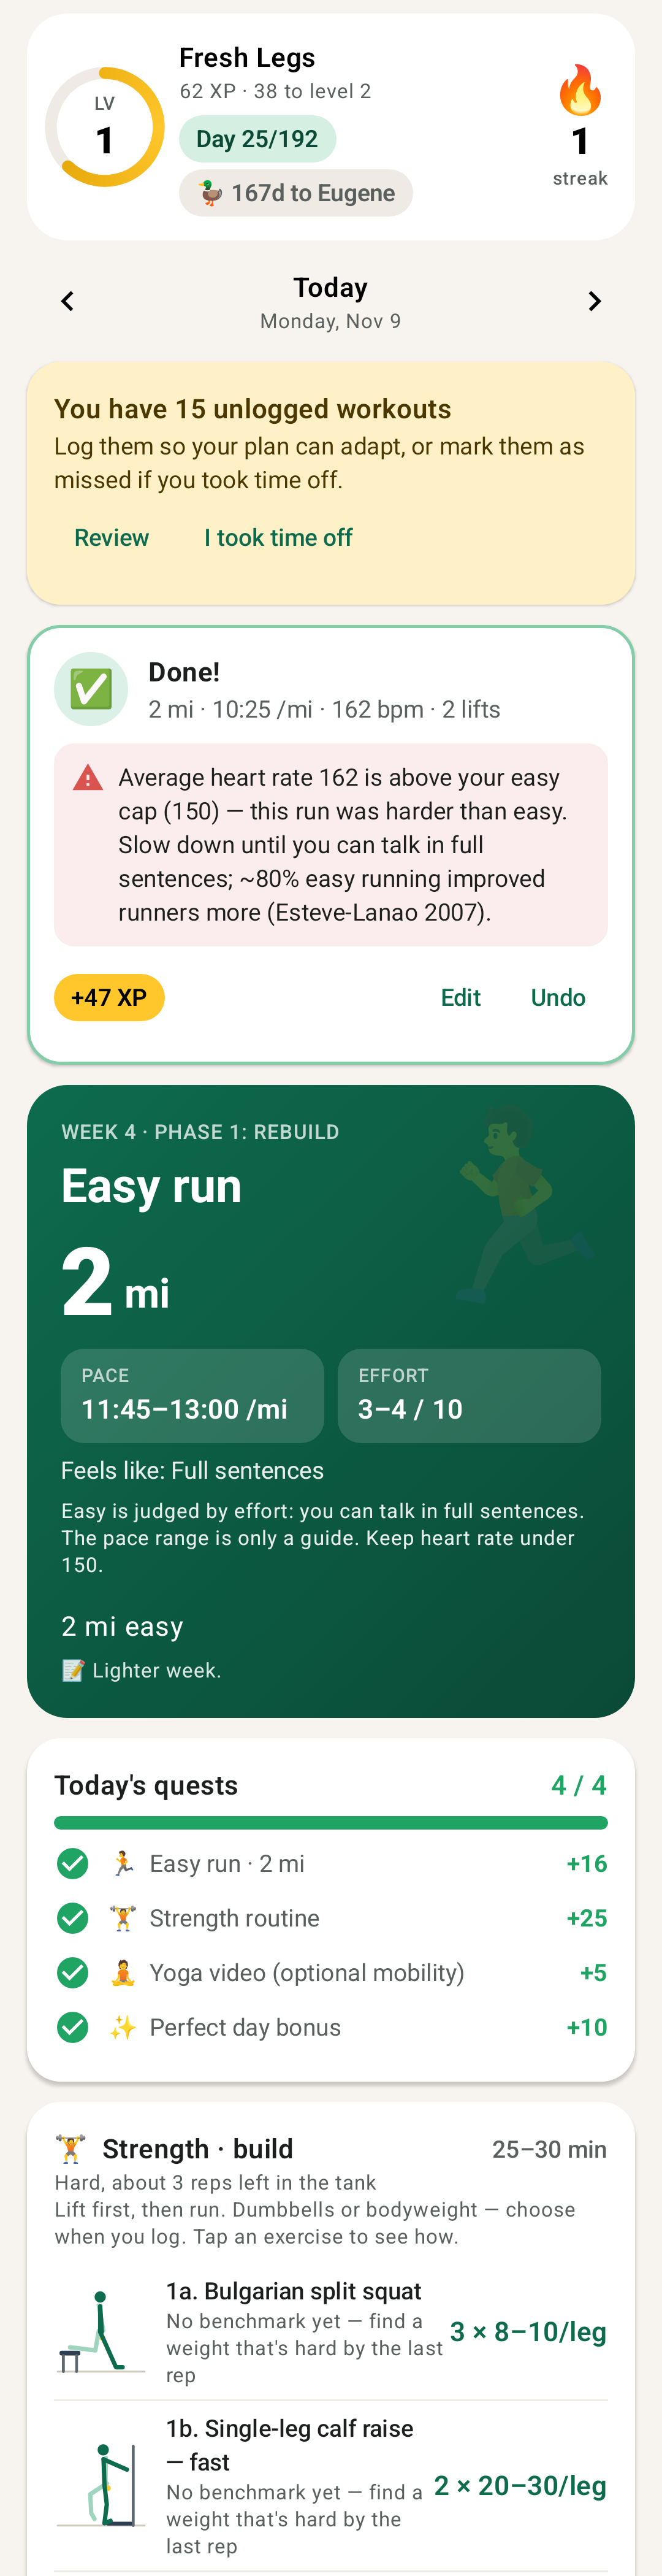 LV
1
Fresh Legs
62 XP · 38 to level 2
Day 25/192
🦆 167d to Eugene
🔥
1
streak
Today
Monday, Nov 9
You have 15 unlogged workouts
Log them so your plan can adapt, or mark them as
missed if you took time off.
Review I took time off
Done!
2 mi · 10:25 /mi · 162 bpm · 2 lifts
Average heart rate 162 is above your easy
cap (150) — this run was harder than easy.
Slow down until you can talk in full
sentences; ~80% easy running improved
runners more (Esteve-Lanao 2007).
+47 XP Edit Undo
WEEK 4 · PHASE 1: REBUILD
Easy run
2 mi
PACE
11:45–13:00 /mi
EFFORT
3–4 / 10
Feels like: Full sentences
Easy is judged by effort: you can talk in full sentences.
The pace range is only a guide. Keep heart rate under
150.
2 mi easy
📝 Lighter week.
Today's quests 4 / 4
🏃 Easy run · 2 mi +16
🏋️ Strength routine +25
🧘 Yoga video (optional mobility) +5
✨ Perfect day bonus +10
🏋️ Strength · build 25–30 min
Hard, about 3 reps left in the tank
Lift first, then run. Dumbbells or bodyweight — choose
when you log. Tap an exercise to see how.
1a. Bulgarian split squat
No benchmark yet — find a
weight that's hard by the last
rep
3 × 8–10/leg
1b. Single-leg calf raise
— fast
No benchmark yet — find a
weight that's hard by the
last rep
2 × 20–30/leg